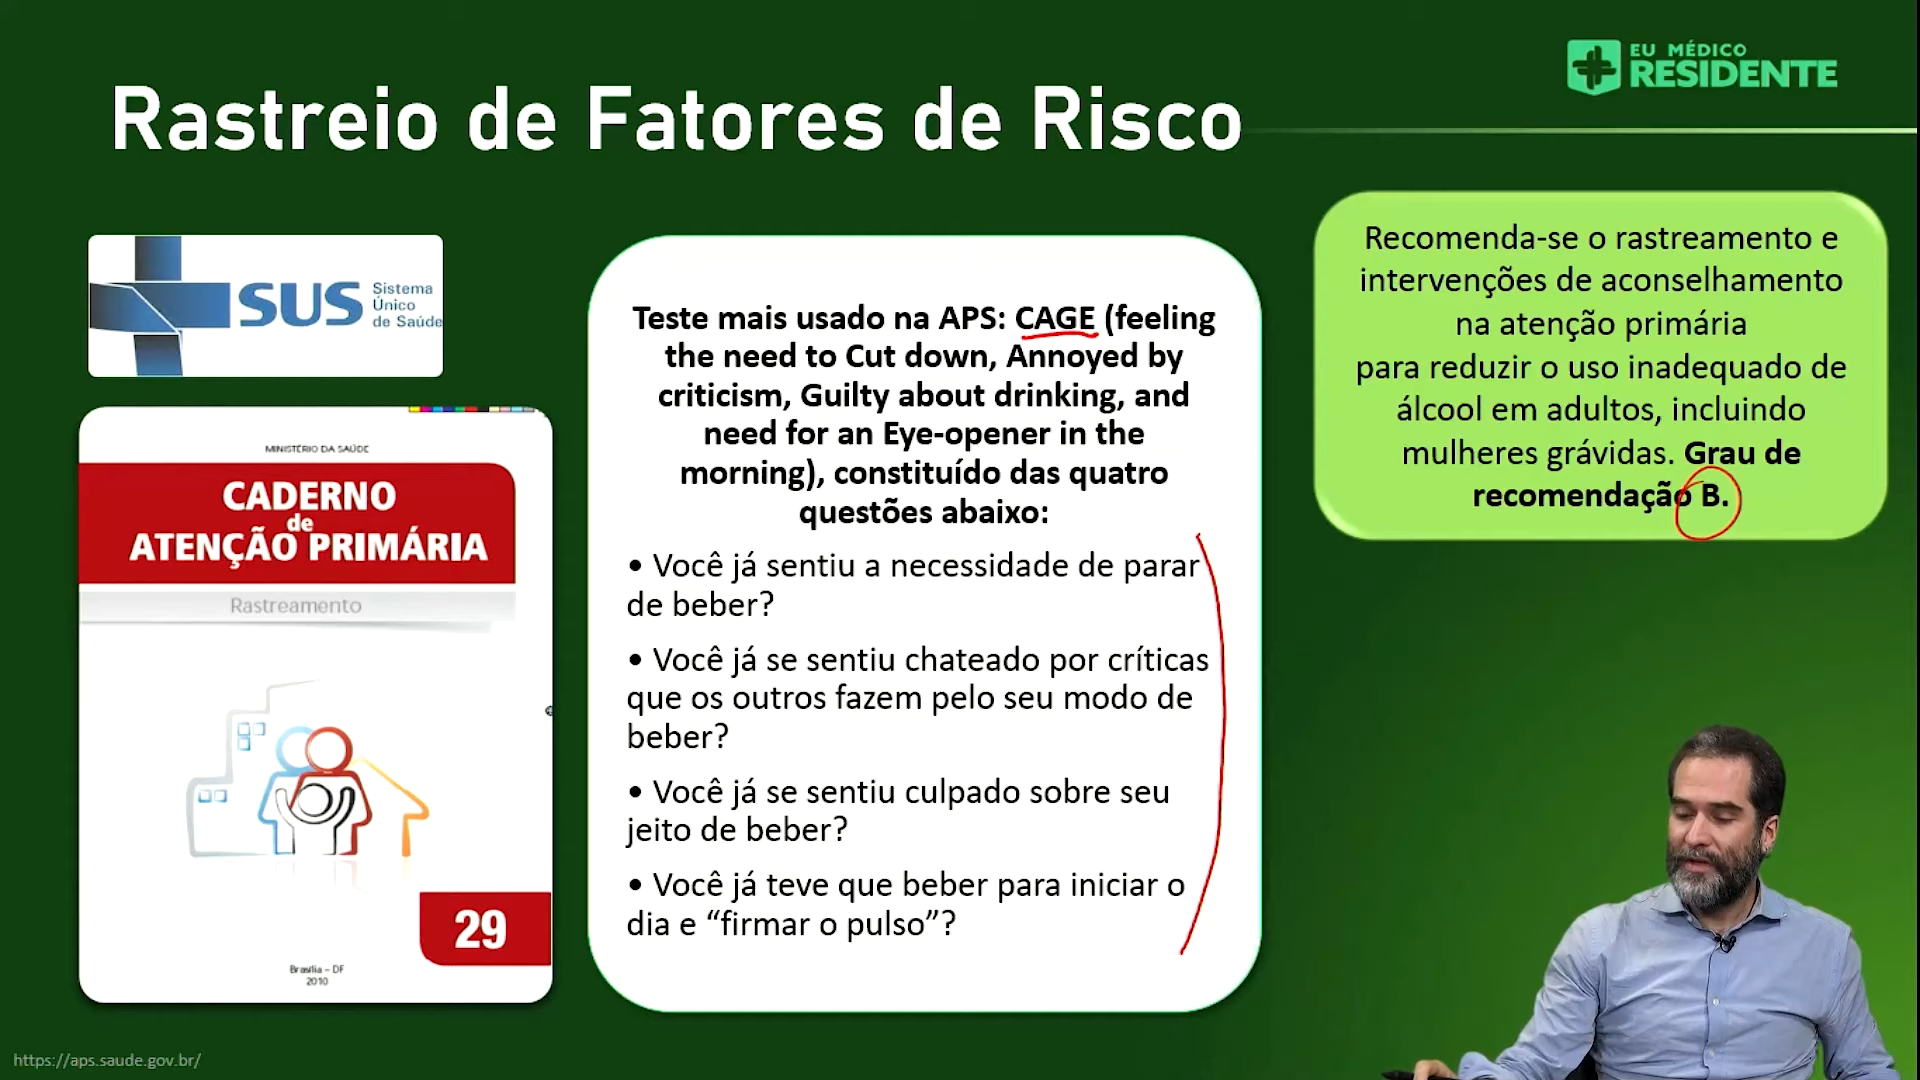 EU MÉDICO
RESIDENTE
Rastreio de Fatores de Risco
SUS
Sistema
Único
de Saúde
MINISTÉRIO DA SAÚDE
CADERNO
de
ATENÇÃO PRIMÁRIA
Rastreamento
29
Brasília – DF
2010
Teste mais usado na APS: CAGE (feeling
the need to Cut down, Annoyed by
criticism, Guilty about drinking, and
need for an Eye-opener in the
morning), constituído das quatro
questões abaixo:
• Você já sentiu a necessidade de parar
de beber?
• Você já se sentiu chateado por críticas
que os outros fazem pelo seu modo de
beber?
• Você já se sentiu culpado sobre seu
jeito de beber?
• Você já teve que beber para iniciar o
dia e “firmar o pulso”?
Recomenda-se o rastreamento e
intervenções de aconselhamento
na atenção primária
para reduzir o uso inadequado de
álcool em adultos, incluindo
mulheres grávidas. Grau de
recomendação B.
https://aps.saude.gov.br/